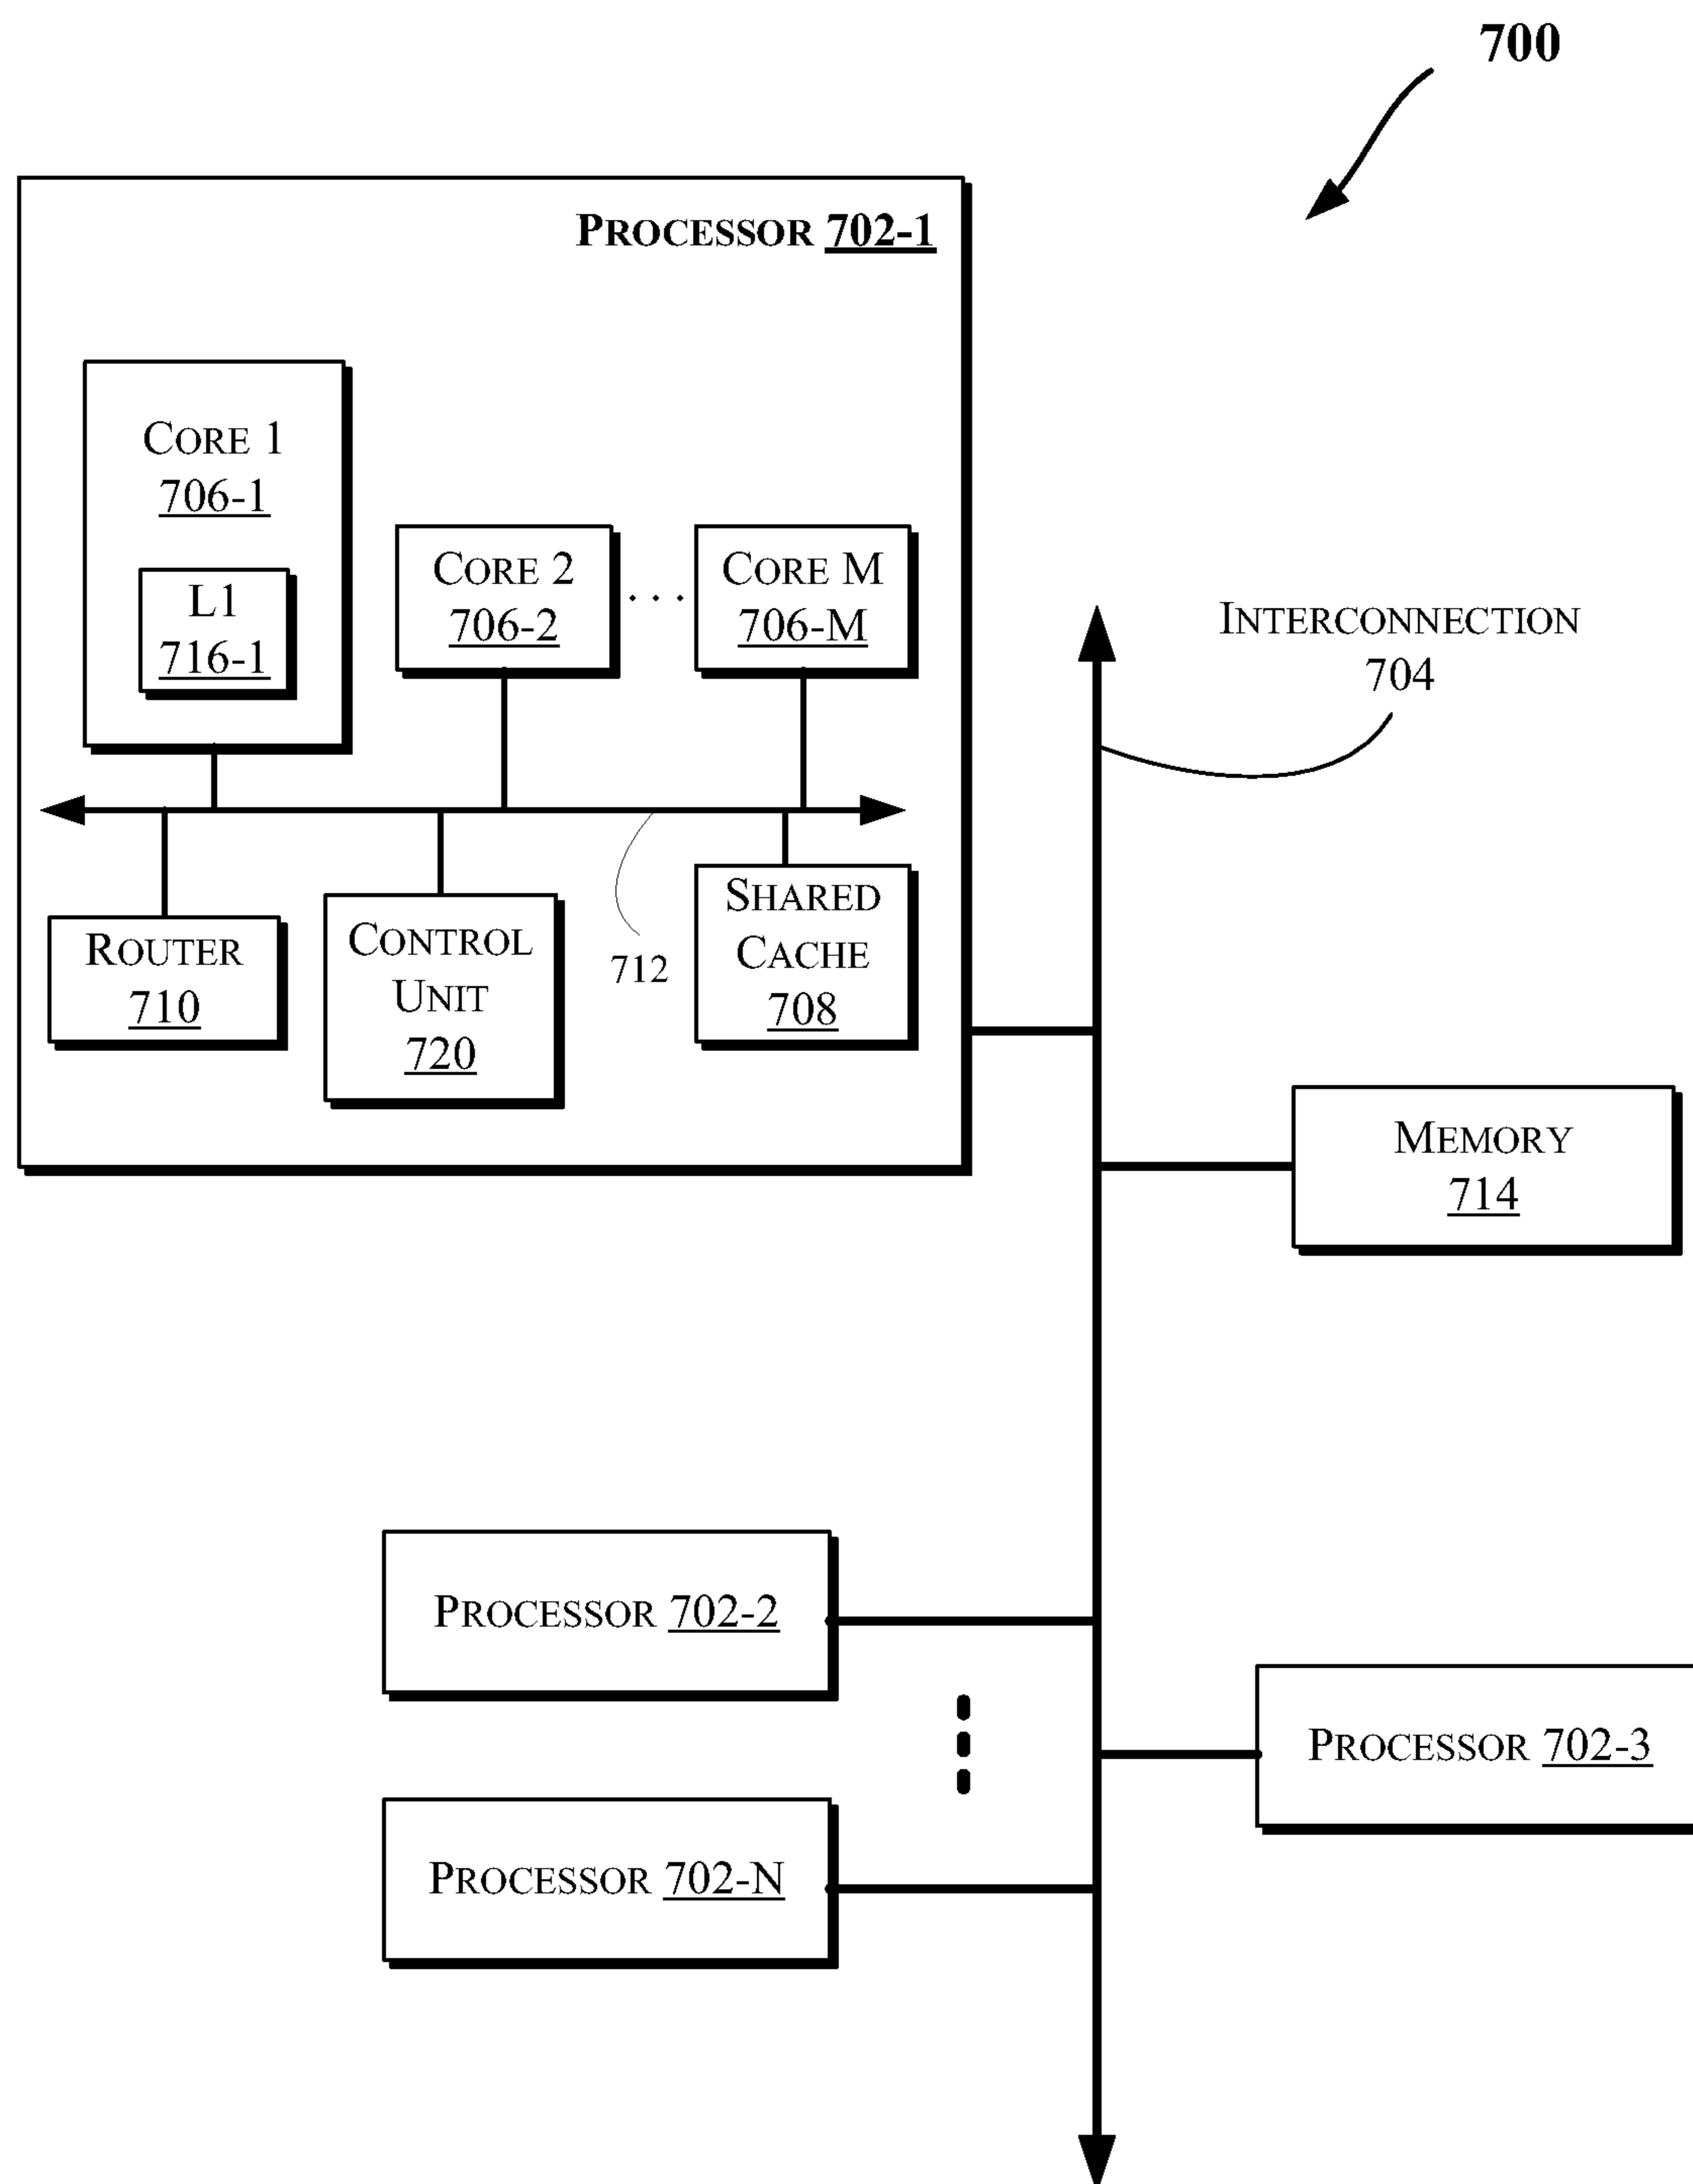 700
PROCESSOR 702-1
CORE 1
706-1
L1
716-1
CORE 2
706-2
. . .
CORE M
706-M
INTERCONNECTION
704
ROUTER
710
CONTROL
UNIT
720
712
SHARED
CACHE
708
MEMORY
714
PROCESSOR 702-2
PROCESSOR 702-3
PROCESSOR 702-N